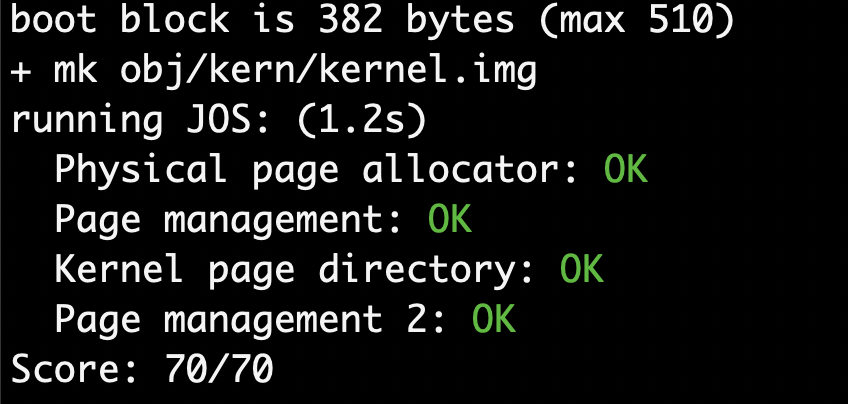 boot block is 382 bytes (max 510)
+ mk obj/kern/kernel.img
running JOS: (1.2s)
  Physical page allocator: OK
  Page management: OK
  Kernel page directory: OK
  Page management 2: OK
Score: 70/70